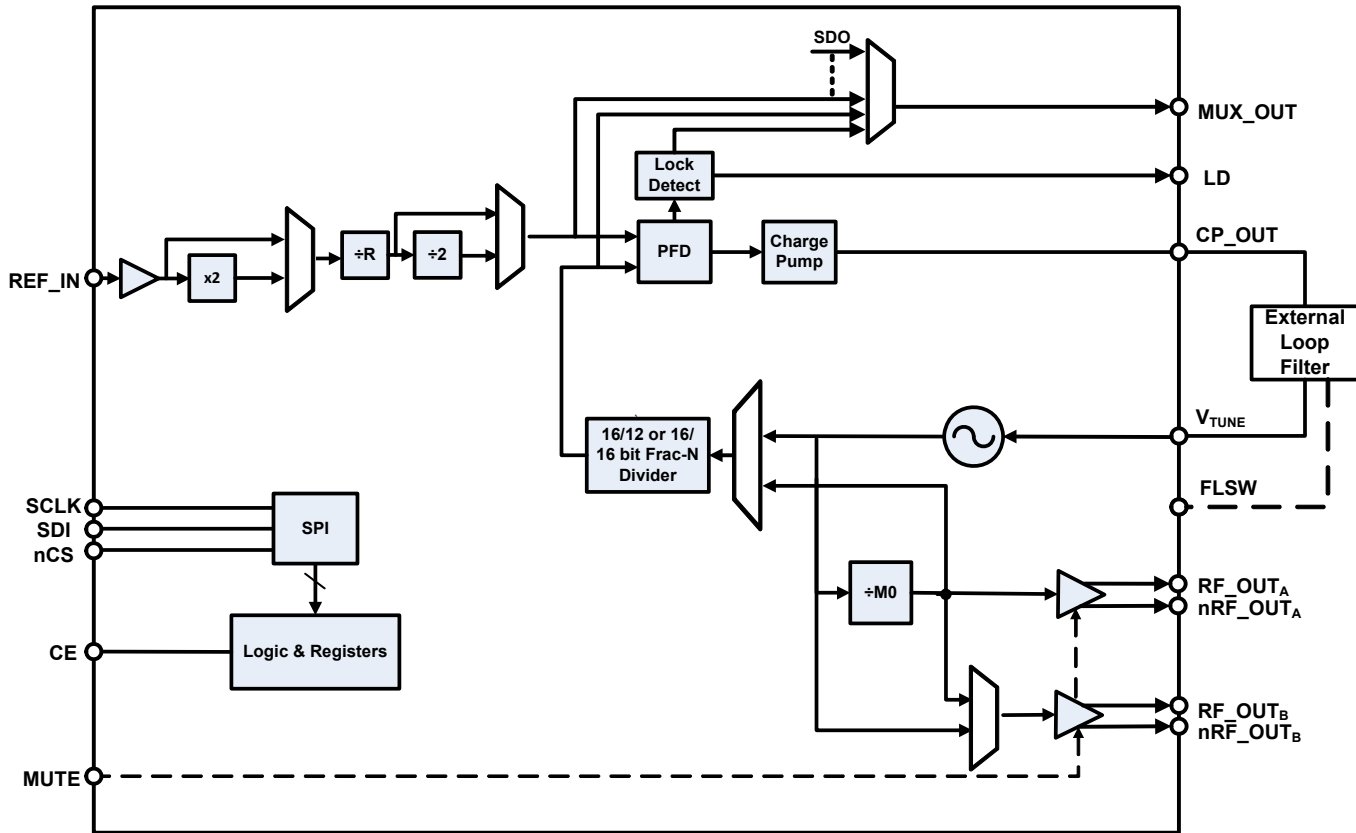 SDO
MUX_OUT
Lock
Detect
LD
CP_OUT
REF_IN
x2
÷R
÷2
PFD
Charge
Pump
External
Loop
Filter
VTUNE
16/12 or 16/
16 bit Frac-N
Divider
FLSW
SCLK
SDI
nCS
SPI
÷M0
RF_OUTA
nRF_OUTA
CE
Logic & Registers
RF_OUTB
nRF_OUTB
MUTE